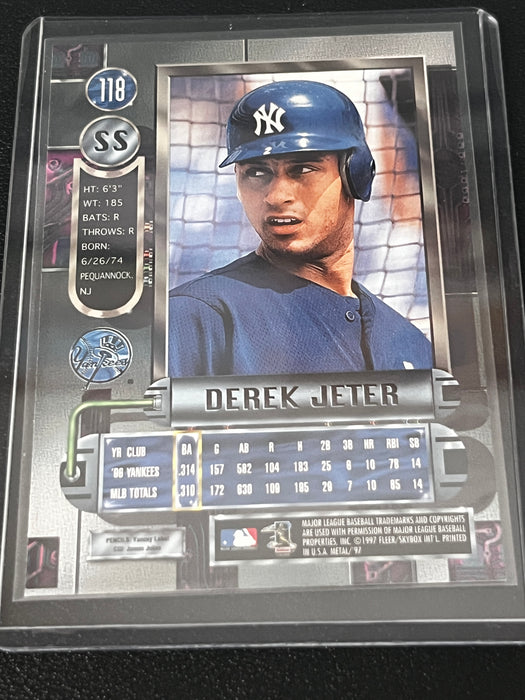 118
SS
HT: 6'3"
WT: 185
BATS: R
THROWS: R
BORN:
6/26/74
PEQUANNOCK,
NJ
NY
Yankees
DEREK JETER
YR CLUB BA G AB R H 2B 3B HR RBI SB
'96 YANKEES .314 157 582 104 183 25 6 10 78 14
MLB TOTALS .310 172 630 109 195 29 7 10 85 14
PENCILS:
MAJOR LEAGUE BASEBALL TRADEMARKS AND COPYRIGHTS
ARE USED WITH PERMISSION OF MAJOR LEAGUE BASEBALL
PROPERTIES, INC. ©1997 FLEER/SKYBOX INT'L. PRINTED
IN U.S.A. METAL/'97